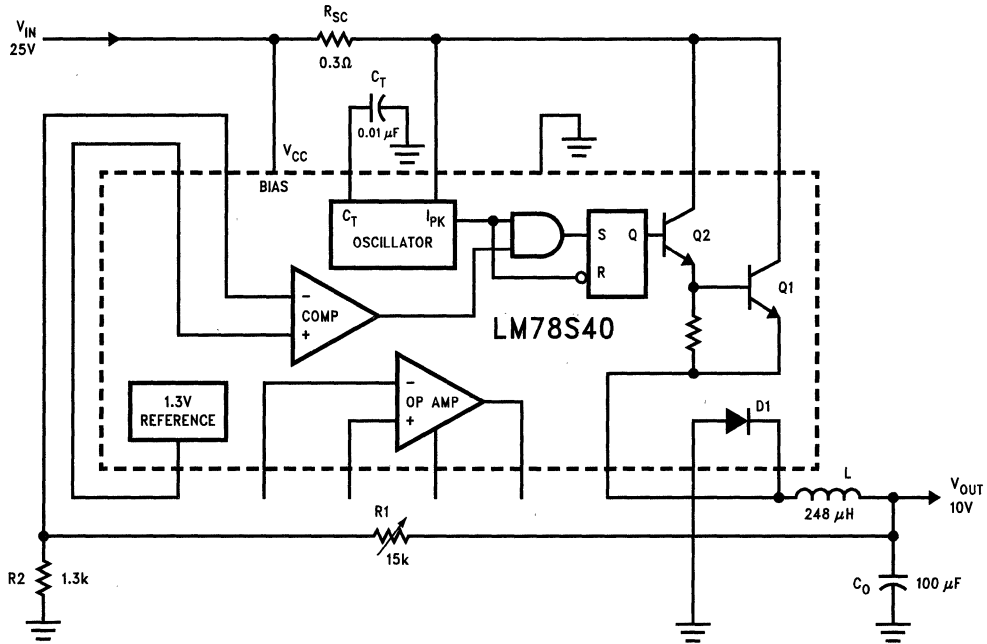 V_IN
25V
R_SC
0.3Ω
C_T
0.01 μF
V_CC
BIAS
C_T
I_PK
OSCILLATOR
S
Q
R
Q2
Q1
−
COMP
+
LM78S40
1.3V
REFERENCE
−
OP AMP
+
D1
L
248 μH
V_OUT
10V
R1
15k
R2
1.3k
C_O
100 μF